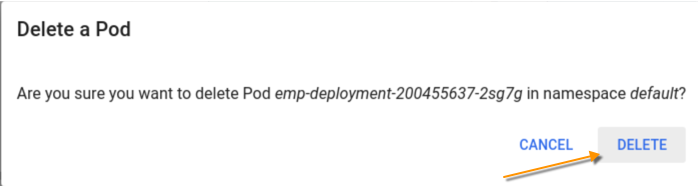 Delete a Pod
Are you sure you want to delete Pod emp-deployment-200455637-2sg7g in namespace default?
CANCEL DELETE